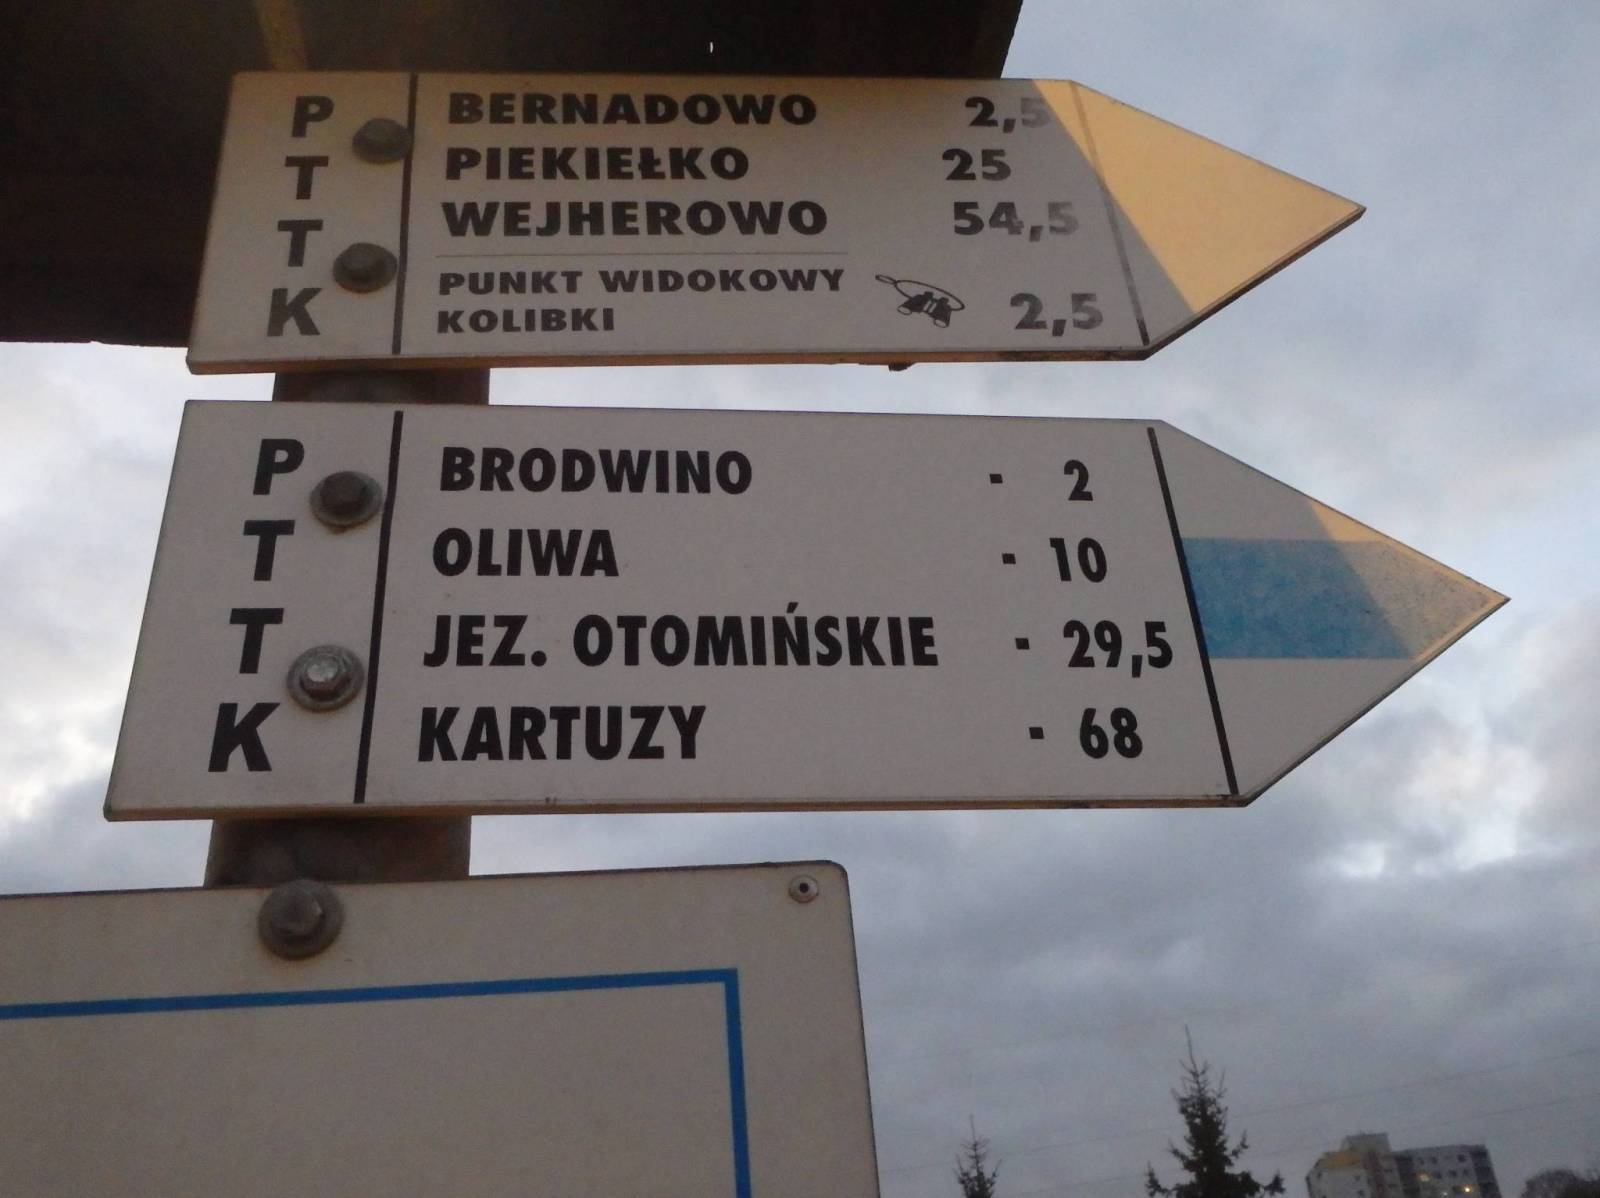 PTTK
BERNADOWO 2,5
PIEKIEŁKO 25
WEJHEROWO 54,5
PUNKT WIDOKOWY
KOLIBKI 2,5
PTTK
BRODWINO - 2
OLIWA - 10
JEZ. OTOMIŃSKIE - 29,5
KARTUZY - 68